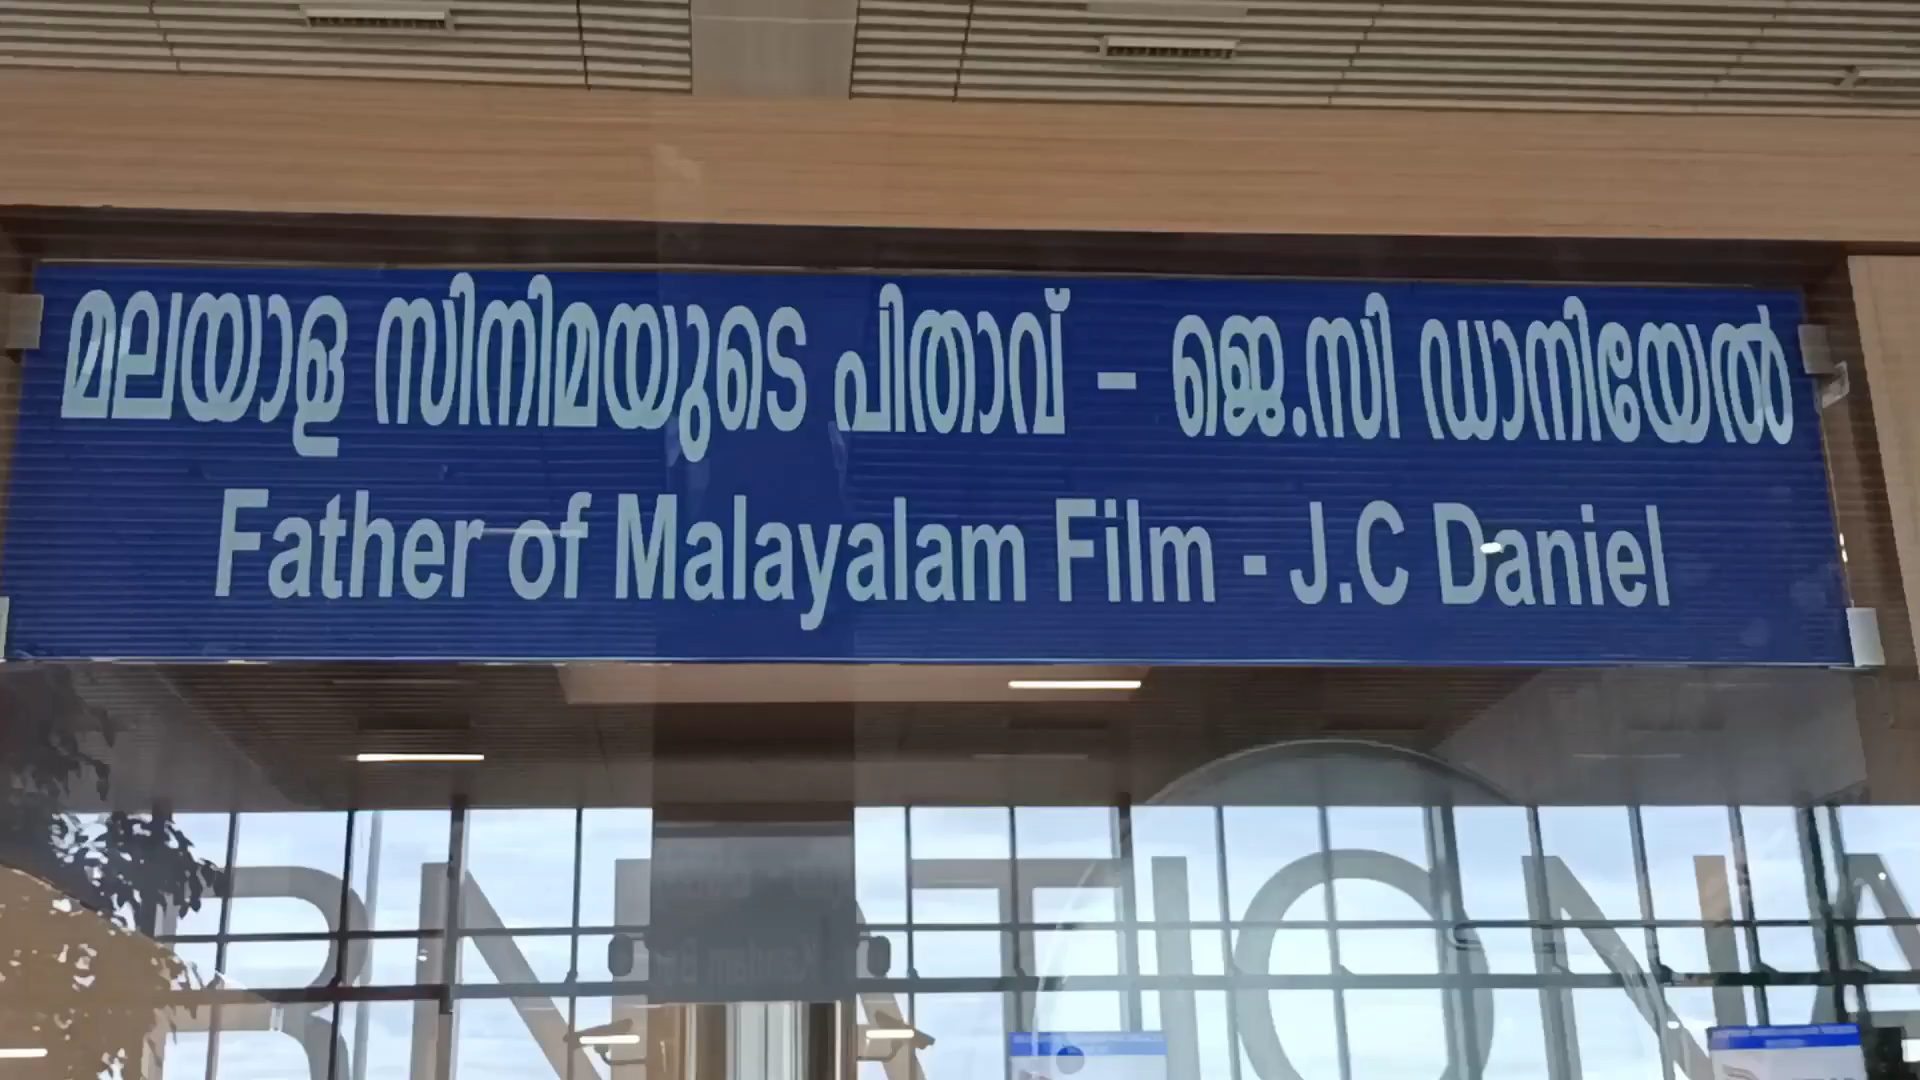 മലയാള സിനിമയുടെ പിതാവ് – ജെ.സി ഡാനിയേൽ
Father of Malayalam Film - J.C Daniel